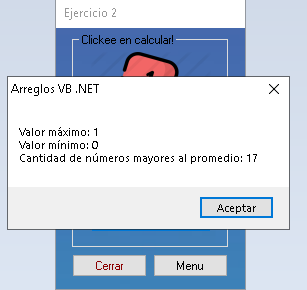 Ejercicio 2
Clickee en calcular!
Arreglos VB .NET
Valor máximo: 1
Valor mínimo: 0
Cantidad de números mayores al promedio: 17
Aceptar
Cerrar
Menu